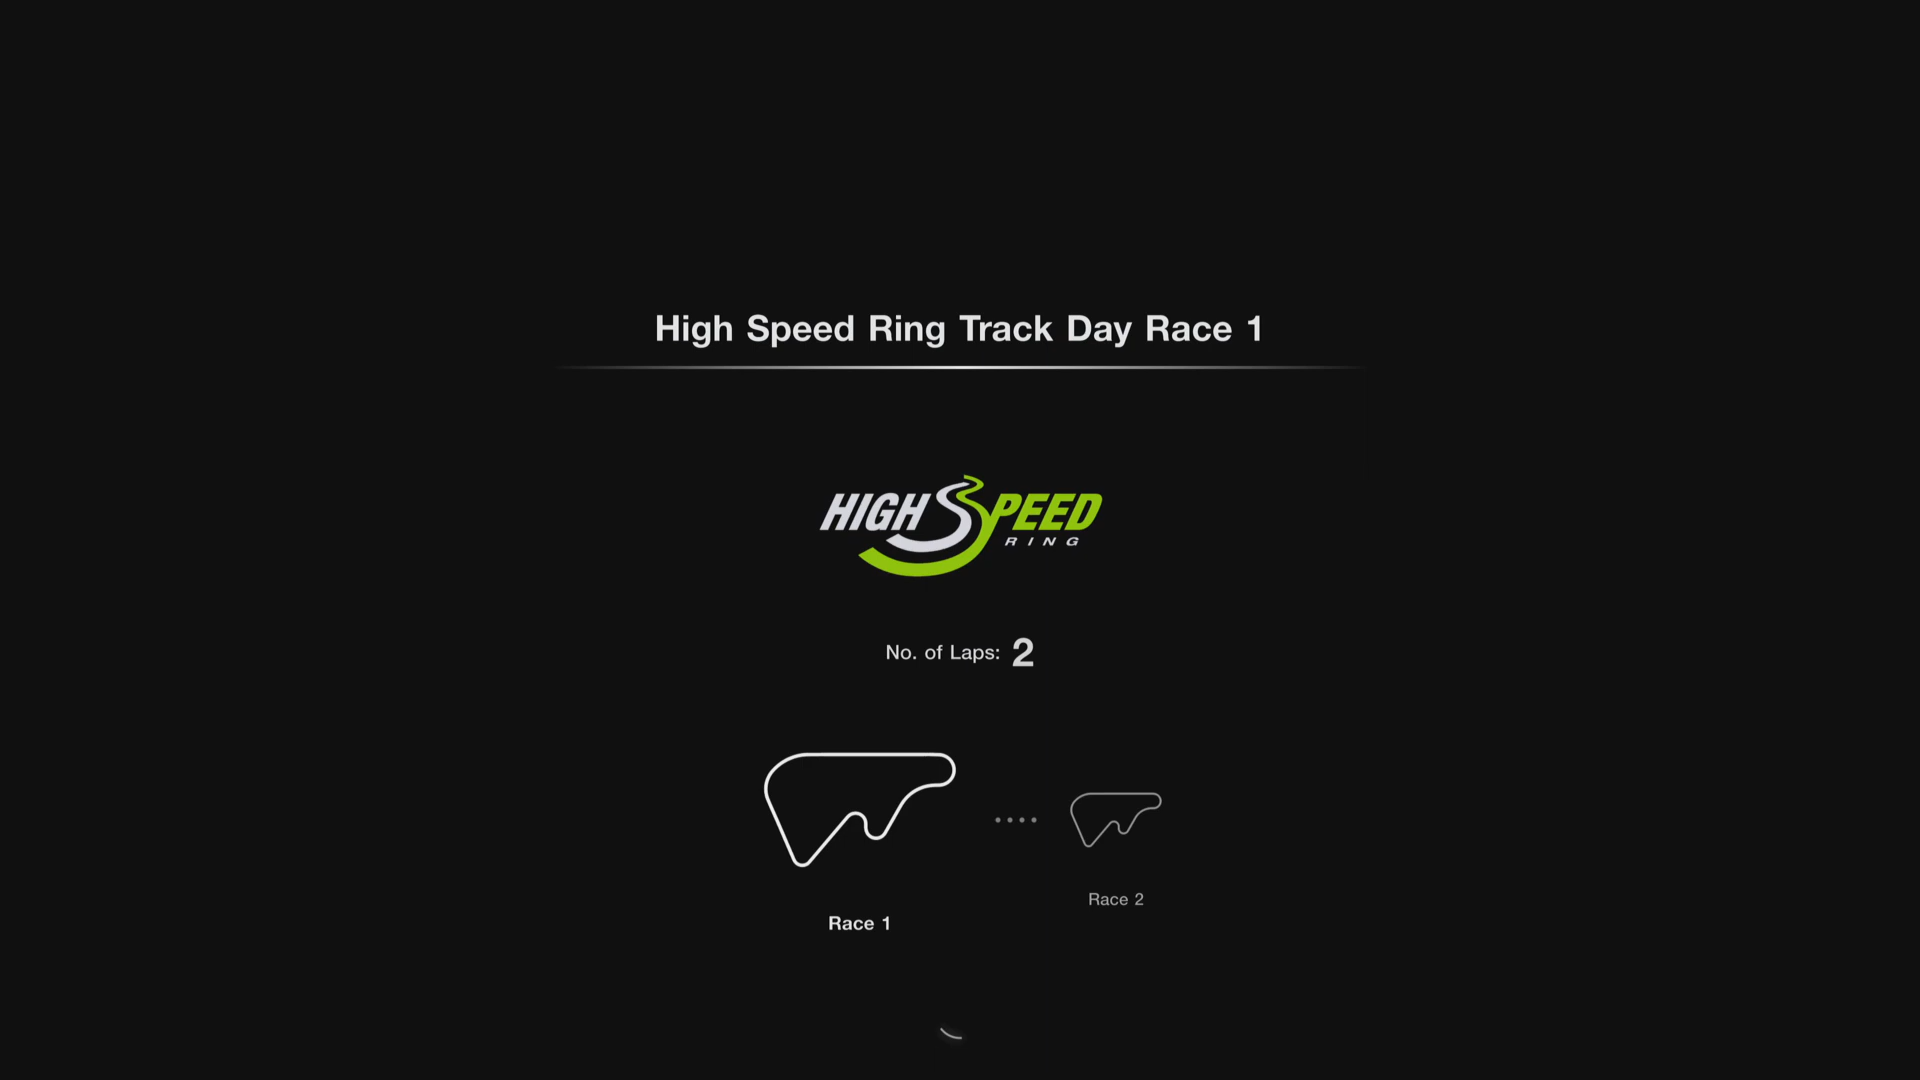 High Speed Ring Track Day Race 1
HIGH SPEED
RING
No. of Laps: 2
Race 1
Race 2